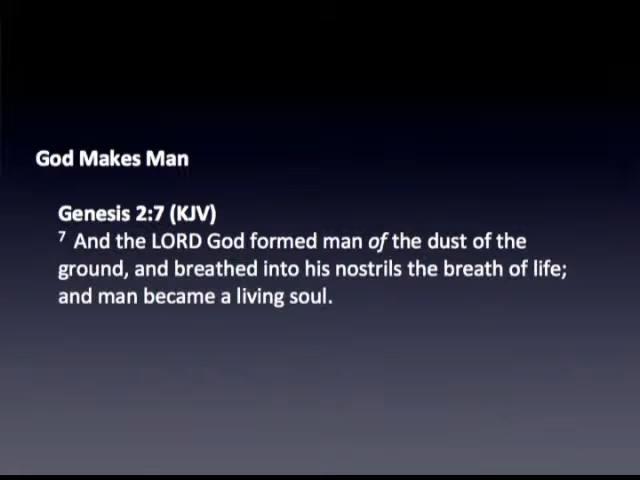 God Makes Man
Genesis 2:7 (KJV)
7 And the LORD God formed man of the dust of the
ground, and breathed into his nostrils the breath of life;
and man became a living soul.